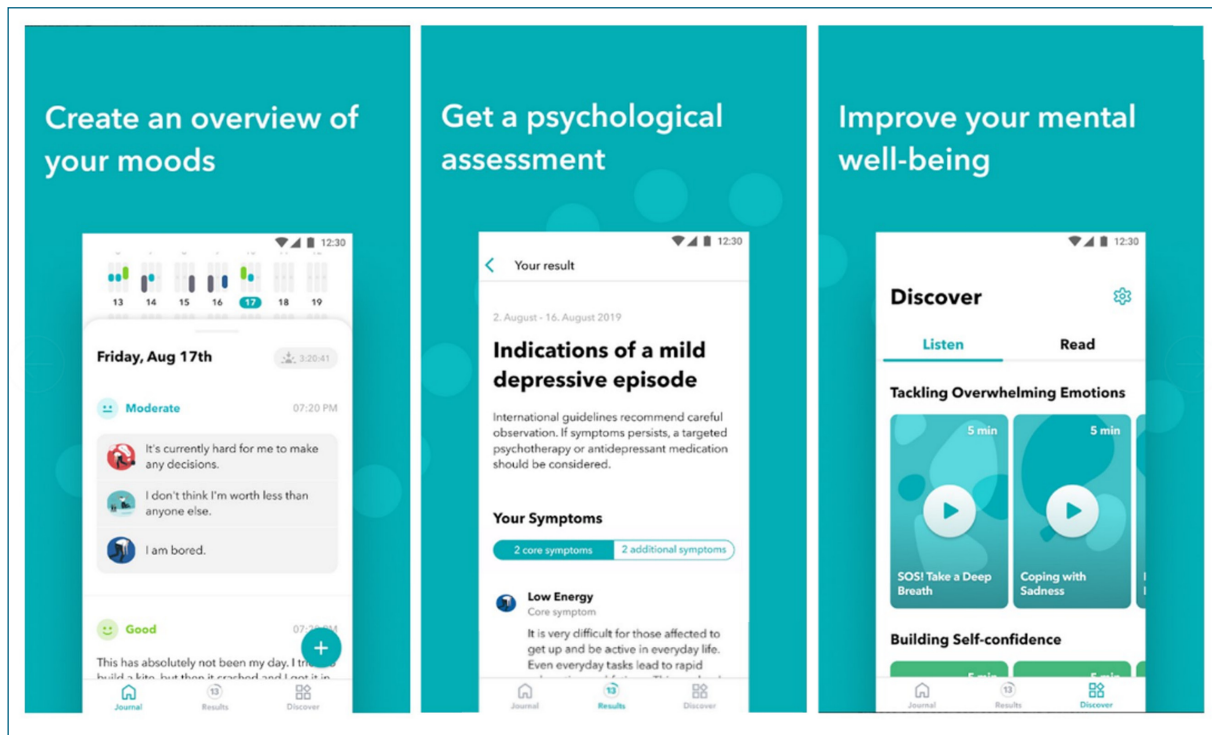 Create an overview of
your moods
12:30
13 14 15 16 17 18 19
Friday, Aug 17th 3:20:41
Moderate 07:20 PM
It's currently hard for me to make
any decisions.
I don't think I'm worth less than
anyone else.
I am bored.
Good
This has absolutely not been my day. I
build a kite, but then it crashed and I got it in
13
Journal Results Discover
Get a psychological
assessment
12:30
Your result
2. August - 16. August 2019
Indications of a mild
depressive episode
International guidelines recommend careful
observation. If symptoms persists, a targeted
psychotherapy or antidepressant medication
should be considered.
Your Symptoms
2 core symptoms 2 additional symptoms
Low Energy
Core symptom
It is very difficult for those affected to
get up and be active in everyday life.
Even everyday tasks lead to rapid
13
Journal Results Discover
Improve your mental
well-being
12:30
Discover
Listen Read
Tackling Overwhelming Emotions
5 min 5 min
SOS! Take a Deep
Breath
Coping with
Sadness
Building Self-confidence
5 min 5 min
13
Journal Results Discover